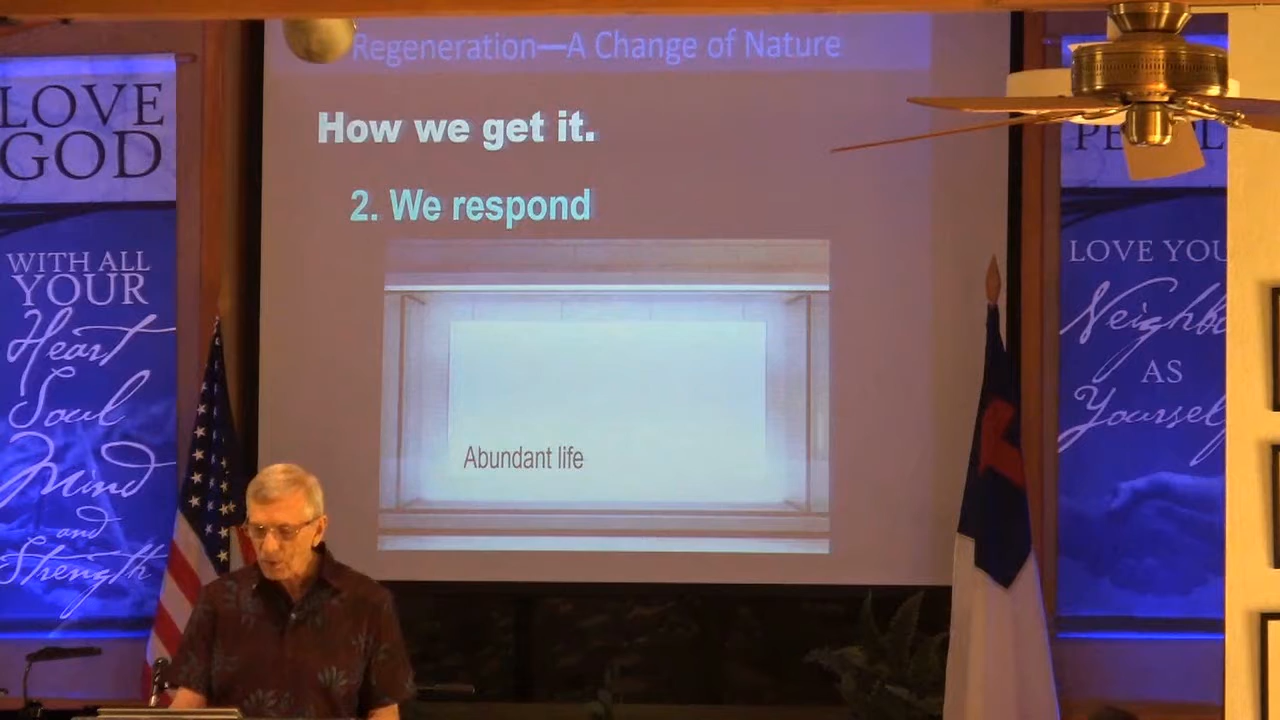 LOVE
GOD
WITH ALL
YOUR
Heart
Soul
Mind
and
Strength
Regeneration—A Change of Nature
How we get it.
2. We respond
Abundant life
LOVE
AS